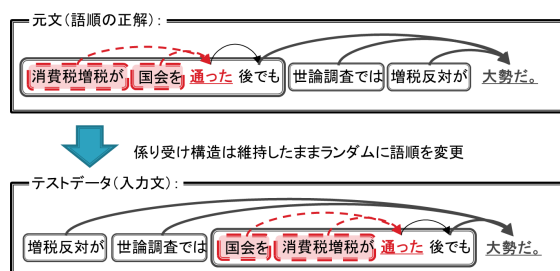 元文(語順の正解):
消費税増税が 国会を 通った 後でも 世論調査では 増税反対が 大勢だ。
係り受け構造は維持したままランダムに語順を変更
テストデータ(入力文):
増税反対が 世論調査では 国会を 消費税増税が 通った 後でも 大勢だ。